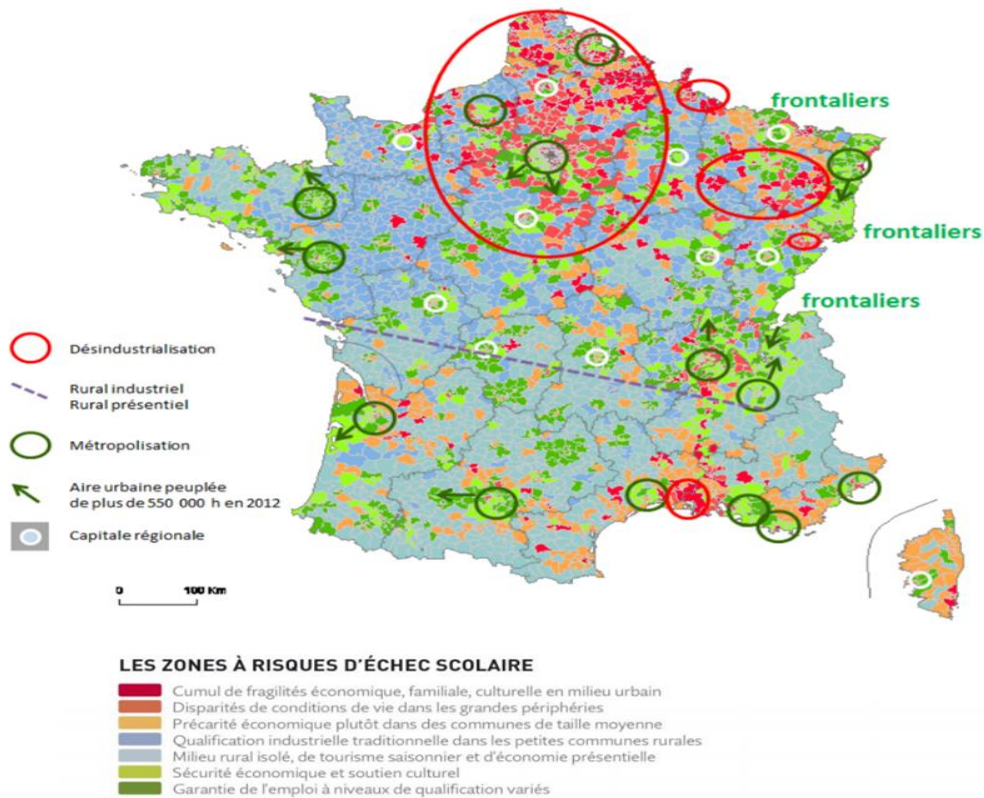 frontaliers
frontaliers
frontaliers
Désindustrialisation
Rural industriel
Rural présentiel
Métropolisation
Aire urbaine peuplée
de plus de 550 000 h en 2012
Capitale régionale
0 100 Km
LES ZONES À RISQUES D'ÉCHEC SCOLAIRE
Cumul de fragilités économique, familiale, culturelle en milieu urbain
Disparités de conditions de vie dans les grandes périphéries
Précarité économique plutôt dans des communes de taille moyenne
Qualification industrielle traditionnelle dans les petites communes rurales
Milieu rural isolé, de tourisme saisonnier et d'économie présentielle
Sécurité économique et soutien culturel
Garantie de l'emploi à niveaux de qualification variés